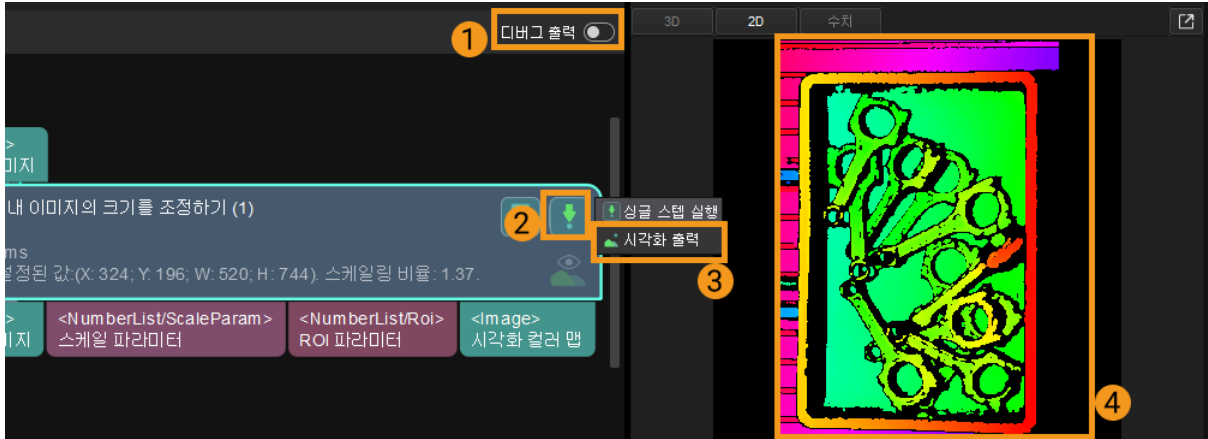 디버그 출력
1
3D
2D
수치
>
미지
내 이미지의 크기를 조정하기 (1)
2
싱글 스텝 실행
시각화 출력
3
ms
설정된 값:(X: 324; Y: 196; W: 520; H: 744). 스케일링 비율: 1.37.
>
미지
<NumberList/ScaleParam>
스케일 파라미터
<NumberList/Roi>
ROI 파라미터
<Image>
시각화 컬러 맵
4